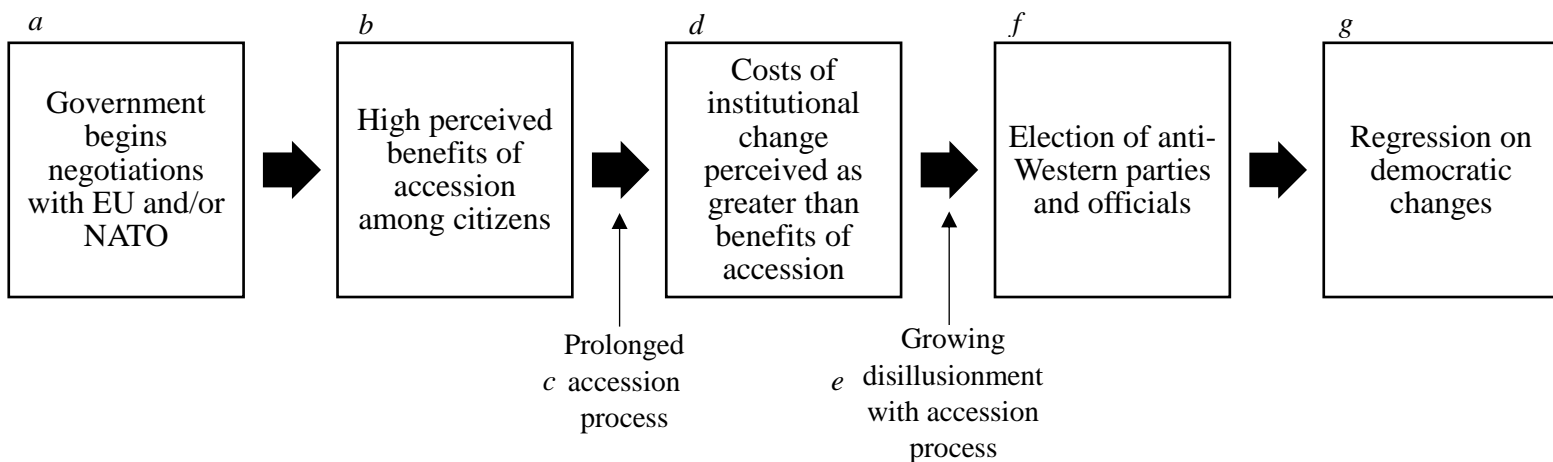 a
Government
begins
negotiations
with EU and/or
NATO
b
High perceived
benefits of
accession
among citizens
c
Prolonged
accession
process
d
Costs of
institutional
change
perceived as
greater than
benefits of
accession
e
Growing
disillusionment
with accession
process
f
Election of anti-
Western parties
and officials
g
Regression on
democratic
changes